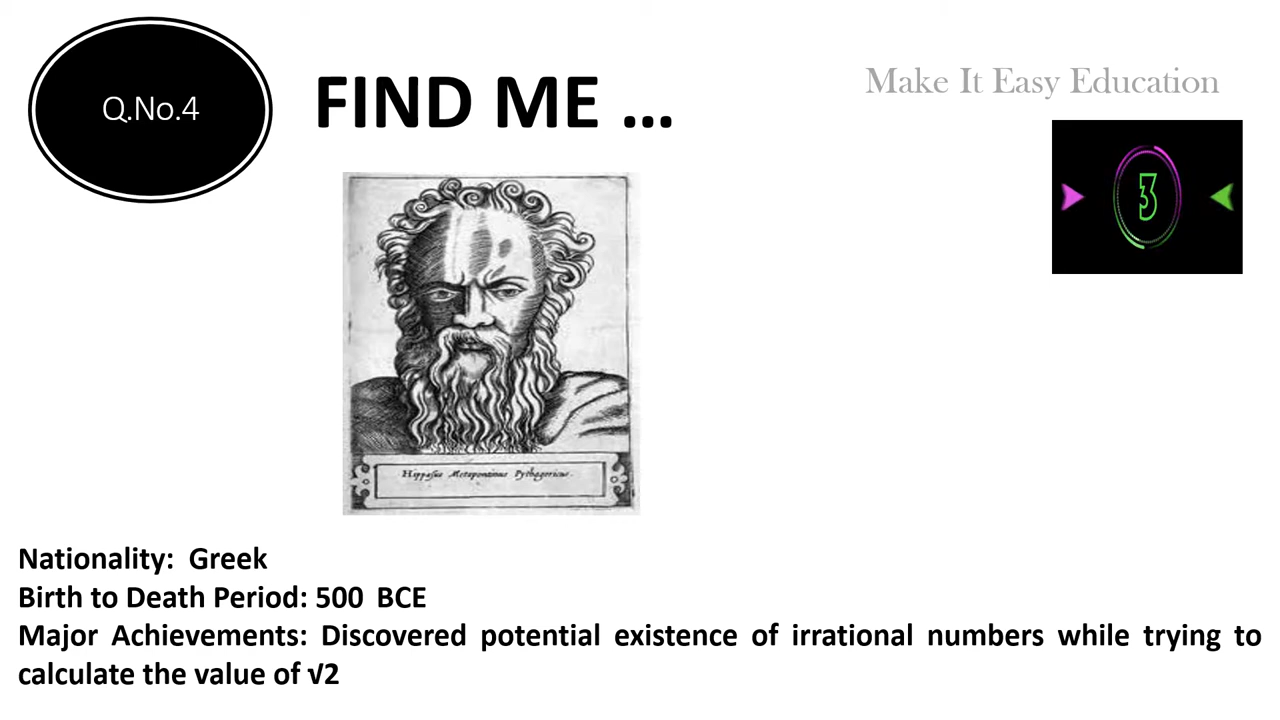 Q.No.4
FIND ME ...
Make It Easy Education
3
Hippasus Metapontinus Pythagoricus.
Nationality: Greek
Birth to Death Period: 500 BCE
Major Achievements: Discovered potential existence of irrational numbers while trying to
calculate the value of √2